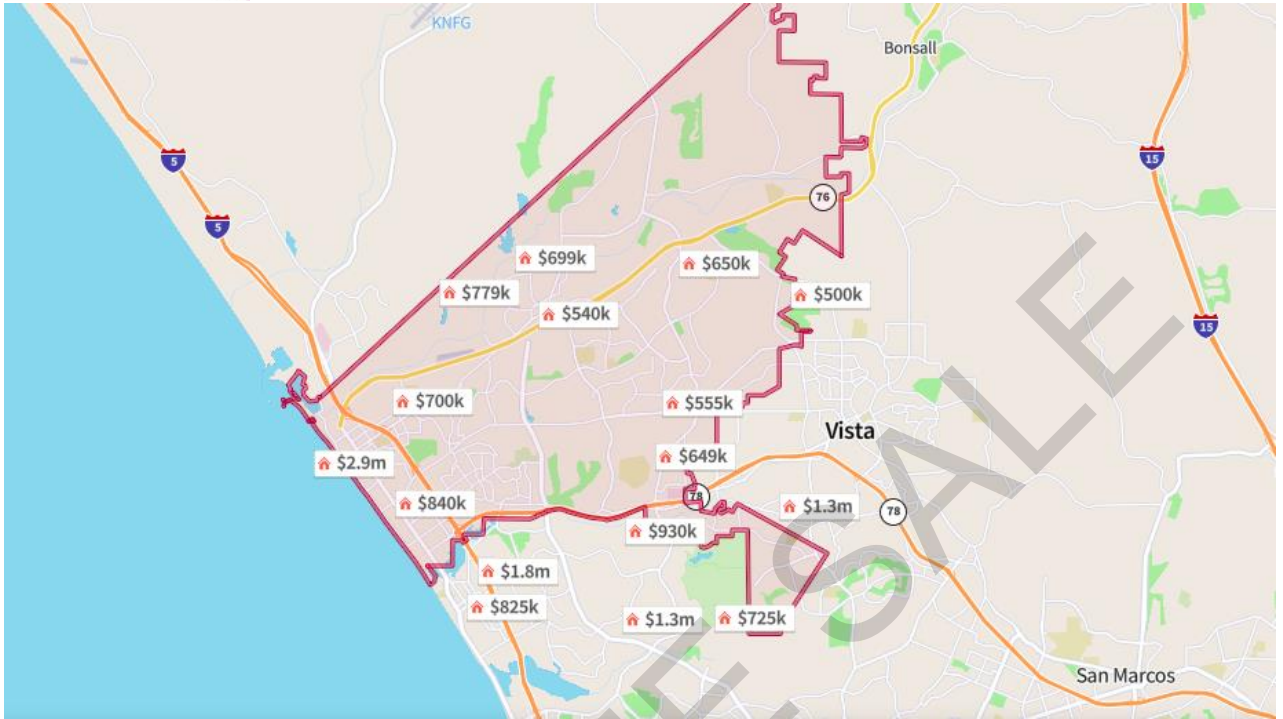 KNFG
Bonsall
5
15
76
5
$699k
$650k
$779k
$500k
$540k
15
$700k
$555k
Vista
$649k
$2.9m
78
$840k
$1.3m
78
$930k
$1.8m
$825k
$1.3m
$725k
San Marcos
E SALE